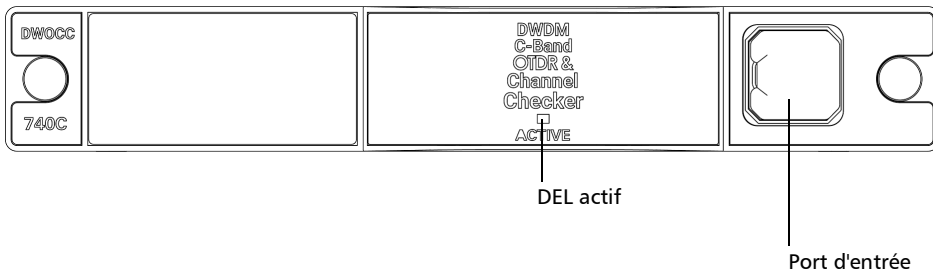 DWOCC
740C
DWDM
C-Band
OTDR &
Channel
Checker
ACTIVE
DEL actif
Port d'entrée